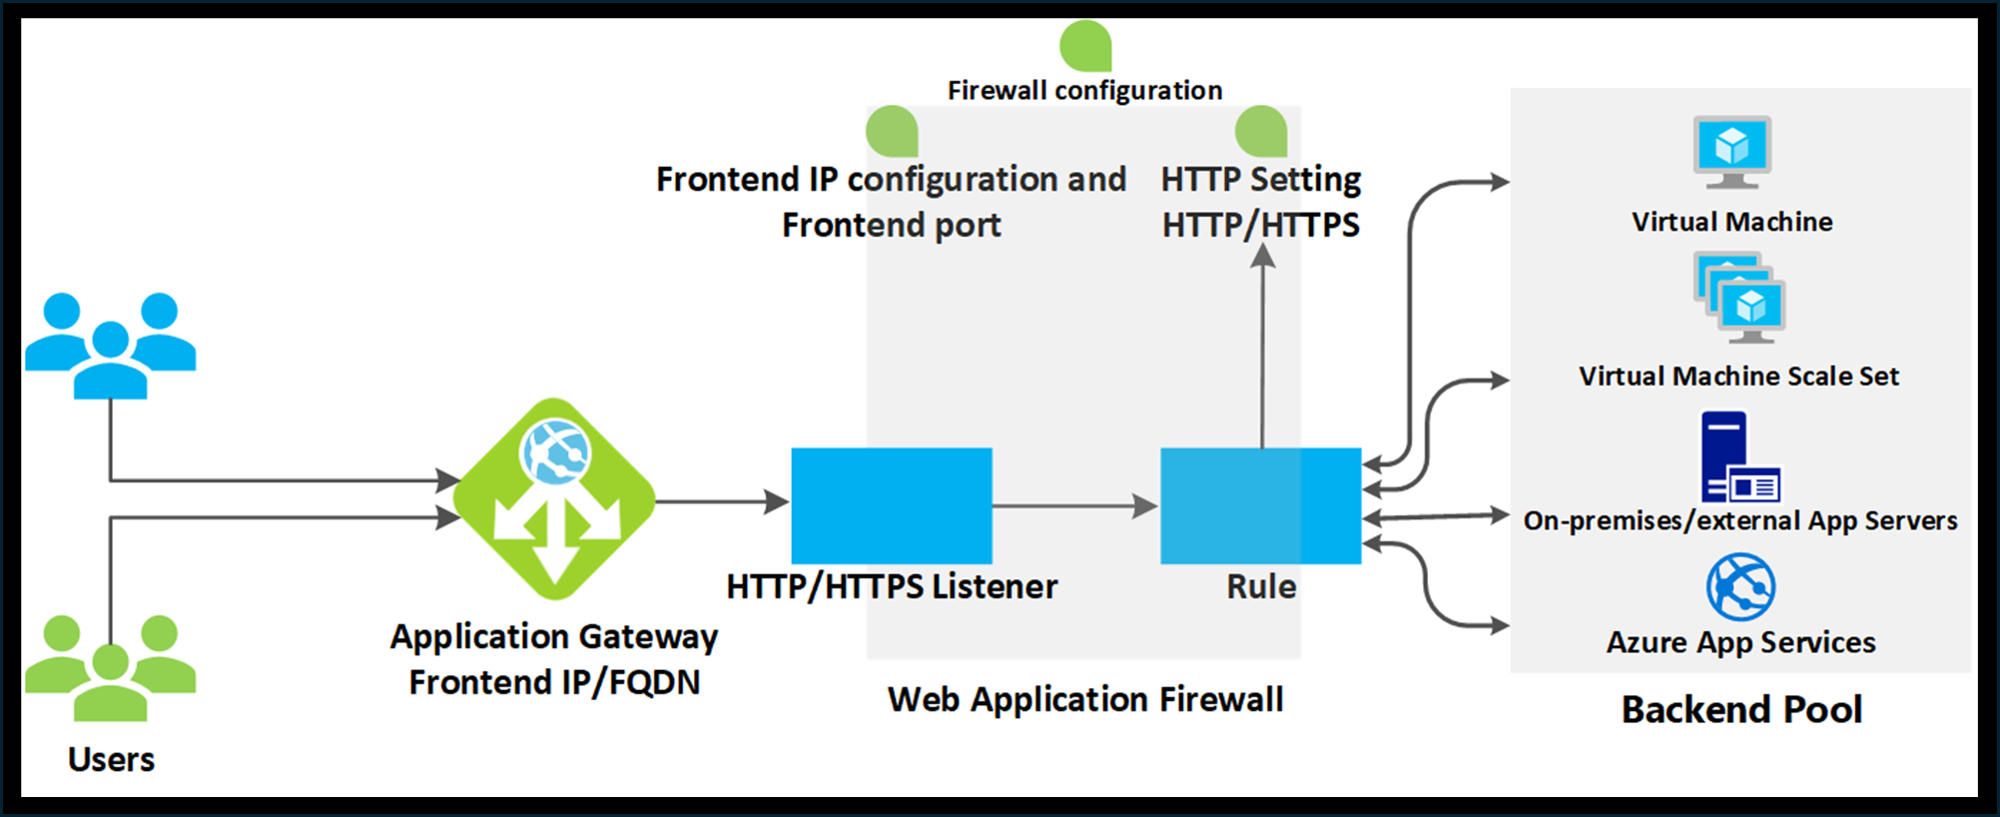 Firewall configuration
Frontend IP configuration and
Frontend port
HTTP Setting
HTTP/HTTPS
Virtual Machine
Virtual Machine Scale Set
On-premises/external App Servers
Azure App Services
Backend Pool
HTTP/HTTPS Listener
Rule
Application Gateway
Frontend IP/FQDN
Web Application Firewall
Users